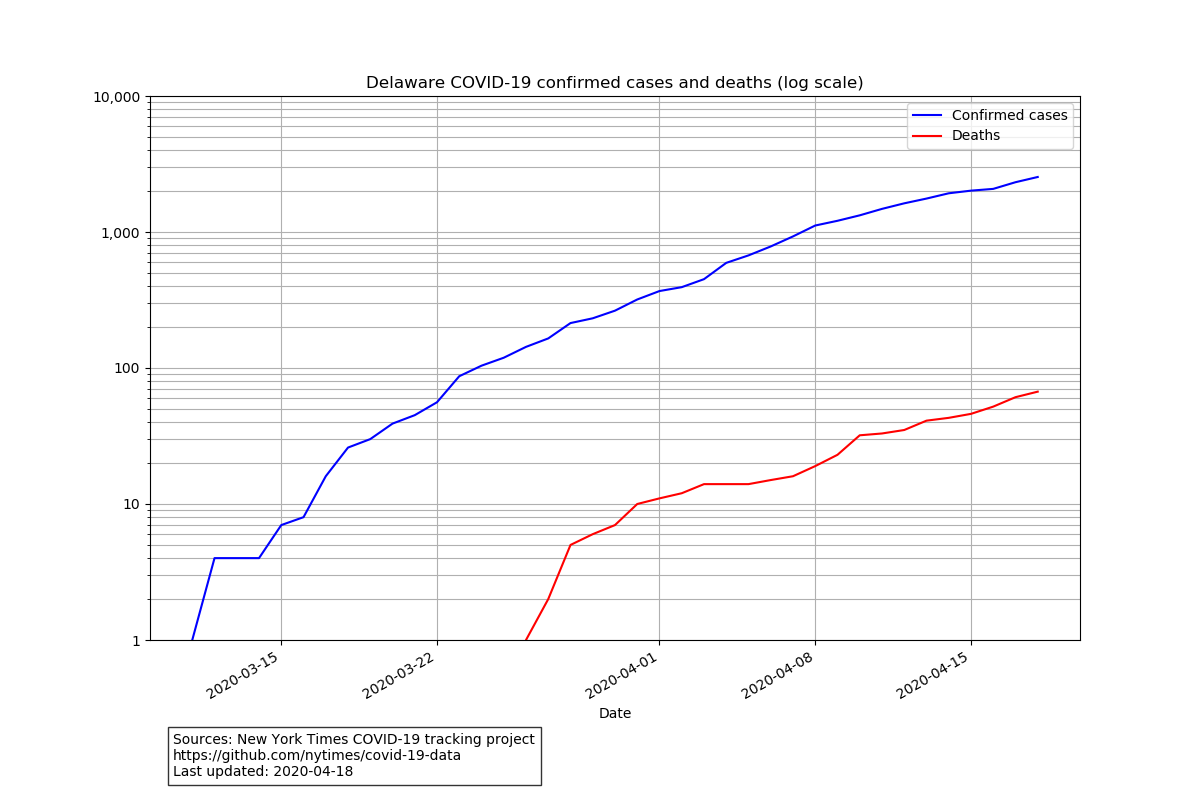 Delaware COVID-19 confirmed cases and deaths (log scale)
10,000
1,000
100
10
1
Confirmed cases
Deaths
2020-03-15
2020-03-22
2020-04-01
2020-04-08
2020-04-15
Date
Sources: New York Times COVID-19 tracking project
https://github.com/nytimes/covid-19-data
Last updated: 2020-04-18